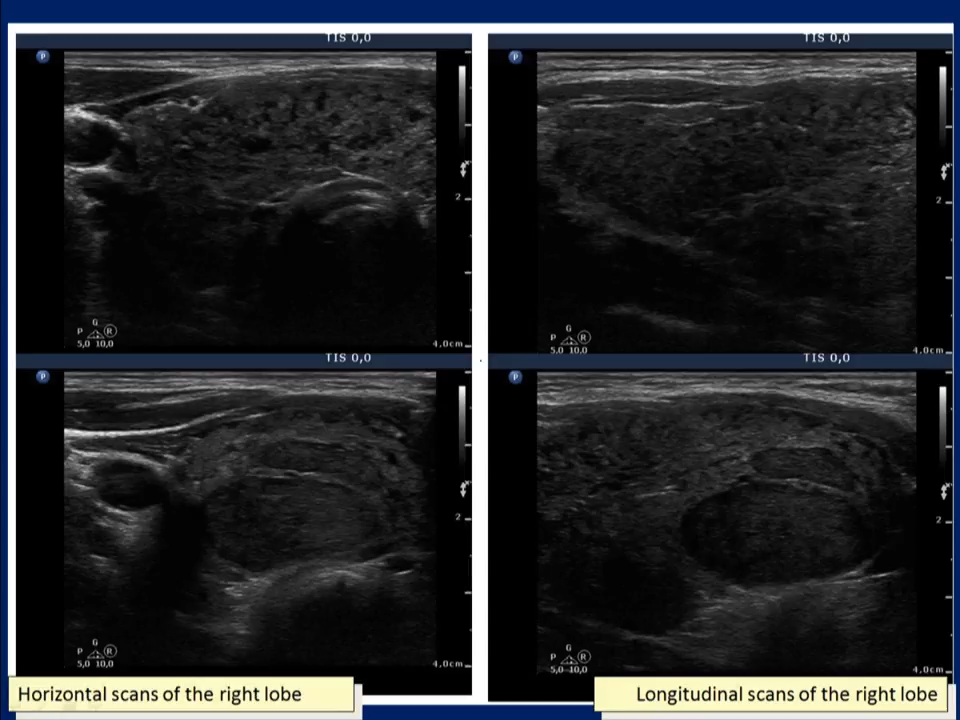 TIS 0,0
P
2
G
P R
5,0 10,0
4.0cm
TIS 0,0
P
2
G
P R
5.0 10.0
4.0cm
TIS 0,0
P
2
G
P R
5,0 10,0
4.0cm
TIS 0,0
P
2
G
P R
5.0 10.0
4.0cm
Horizontal scans of the right lobe
Longitudinal scans of the right lobe